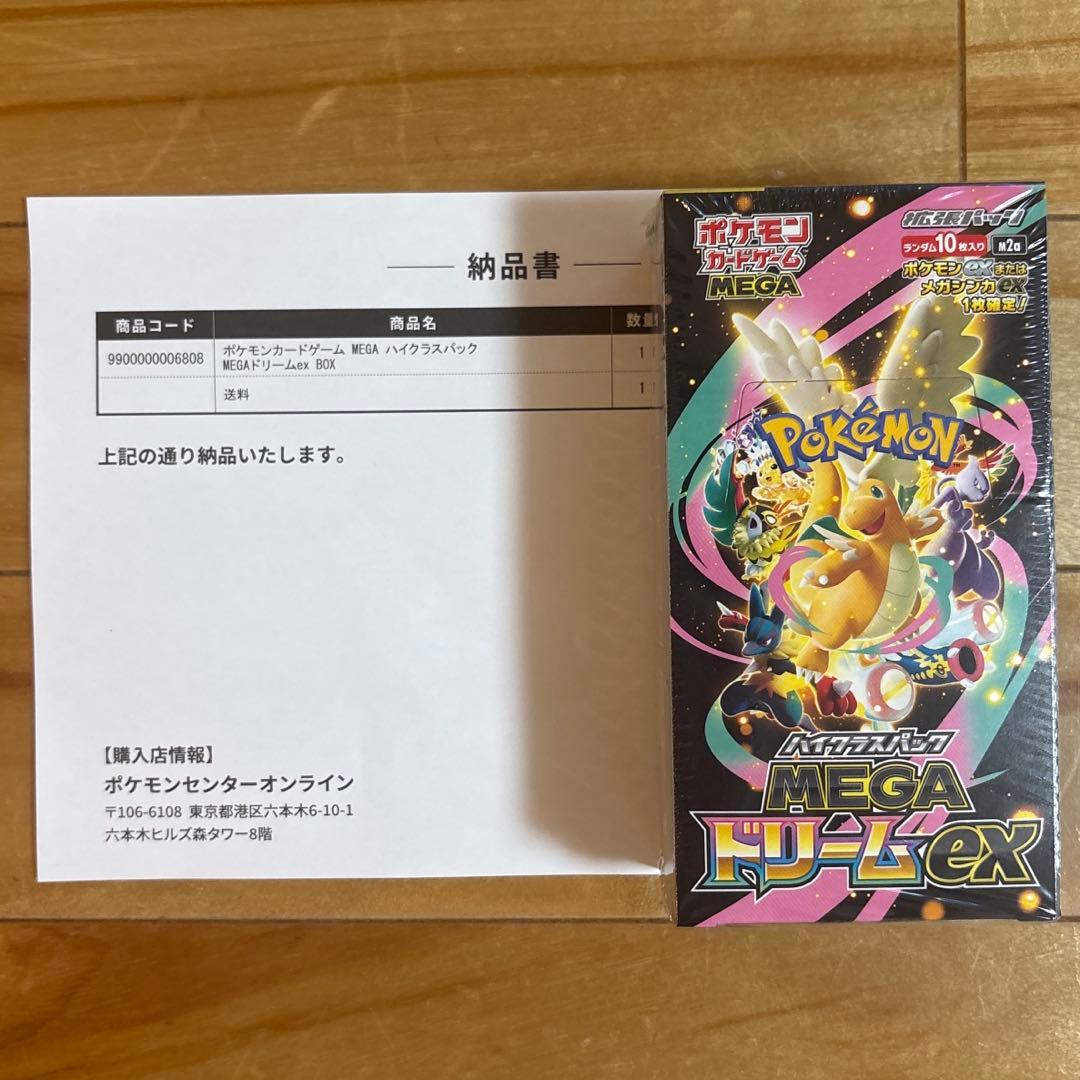 納品書
商品コード 商品名 数量
9900000006808 ポケモンカードゲーム MEGA ハイクラスパック 1
MEGAドリームex BOX
送料 1
上記の通り納品いたします。
【購入店情報】
ポケモンセンターオンライン
〒106-6108 東京都港区六本木6-10-1
六本木ヒルズ森タワー8階
ポケモン
カードゲーム
MEGA
拡張パック
ランダム10枚入り M2a
ポケモンexまたは
メガシンカex
1枚確定!
POKéMON
TM
ハイクラスパック
MEGA
ドリームex